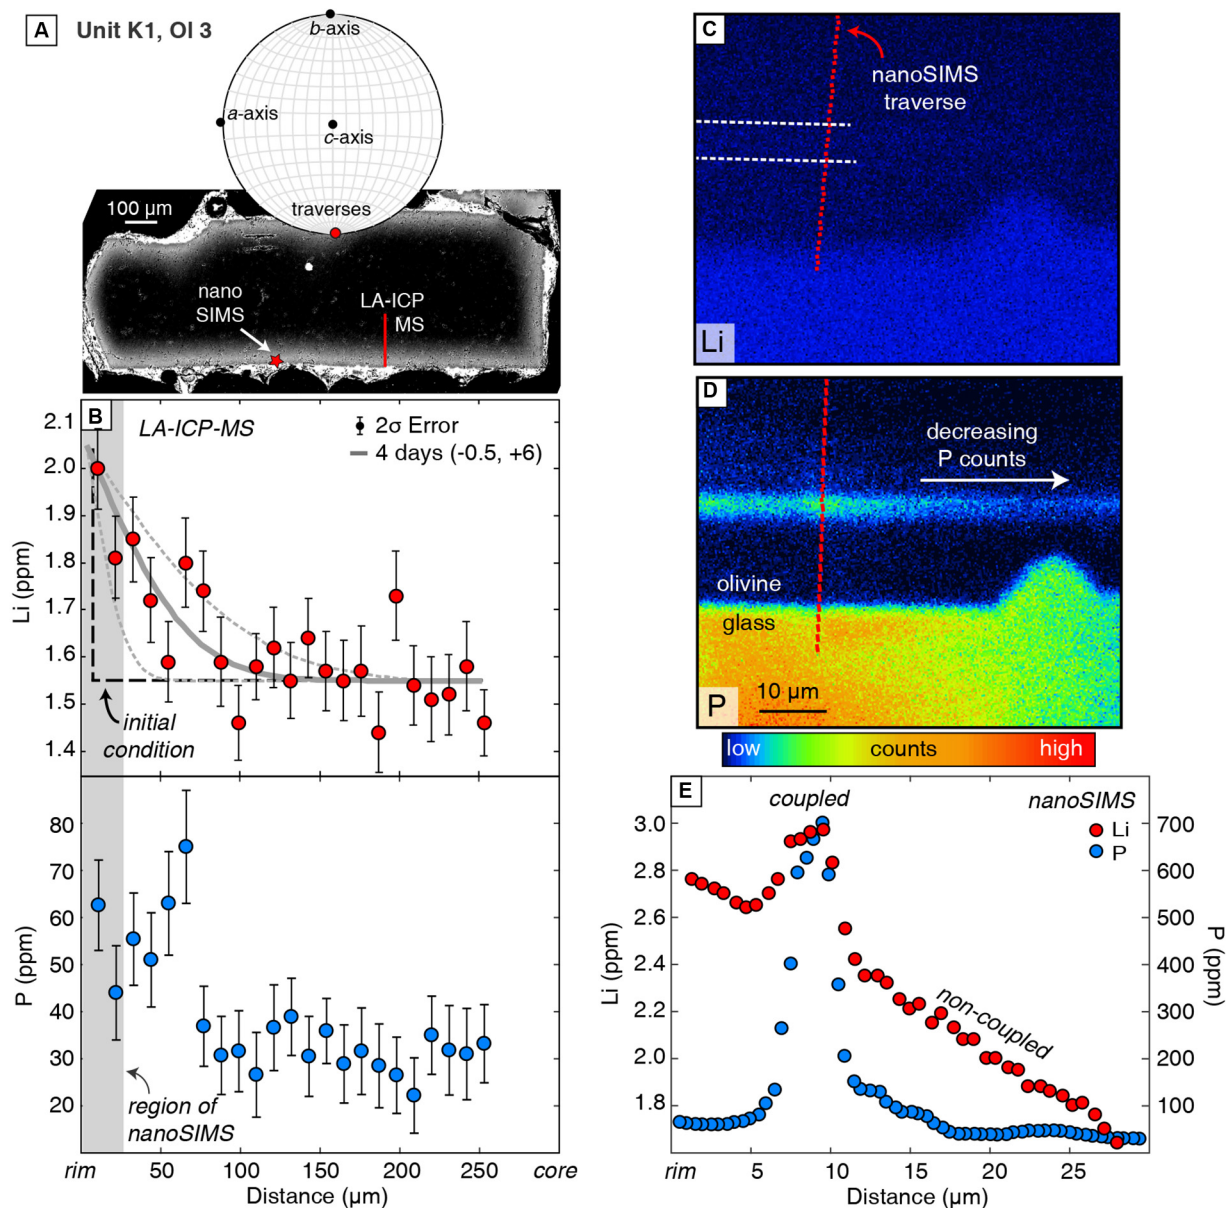 A Unit K1, Ol 3
b-axis
a-axis
c-axis
traverses
100 µm
nano
SIMS
LA-ICP
MS
B LA-ICP-MS
2σ Error
4 days (-0.5, +6)
2.1
2.0
1.9
1.8
1.7
1.6
1.5
1.4
Li (ppm)
initial
condition
80
70
60
50
40
30
20
P (ppm)
region of
nanoSIMS
rim 50 100 150 200 250 core
Distance (µm)
C
nanoSIMS
traverse
Li
D
decreasing
P counts
olivine
glass
P
10 µm
low counts high
E coupled nanoSIMS
Li
P
non-coupled
3.0
2.8
2.6
2.4
2.2
2.0
1.8
Li (ppm)
700
600
500
400
300
200
100
P (ppm)
rim 5 10 15 20 25
Distance (µm)